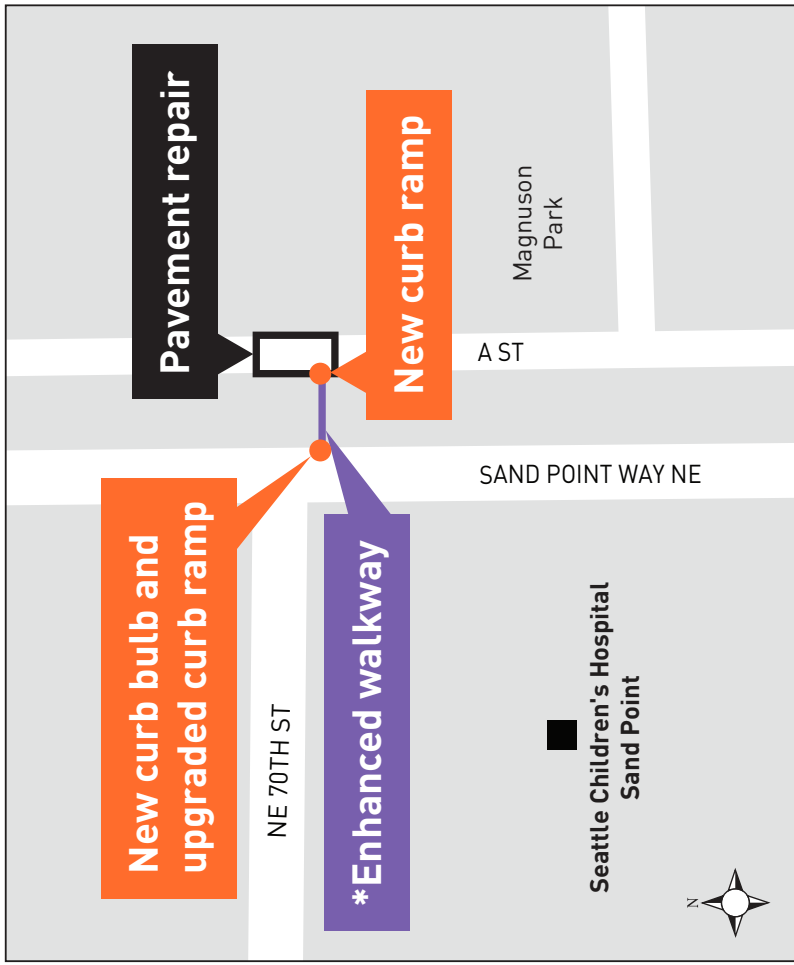 Pavement repair
New curb ramp
Magnuson
Park
A ST
New curb bulb and
upgraded curb ramp
SAND POINT WAY NE
NE 70TH ST
*Enhanced walkway
Seattle Children's Hospital
Sand Point
N